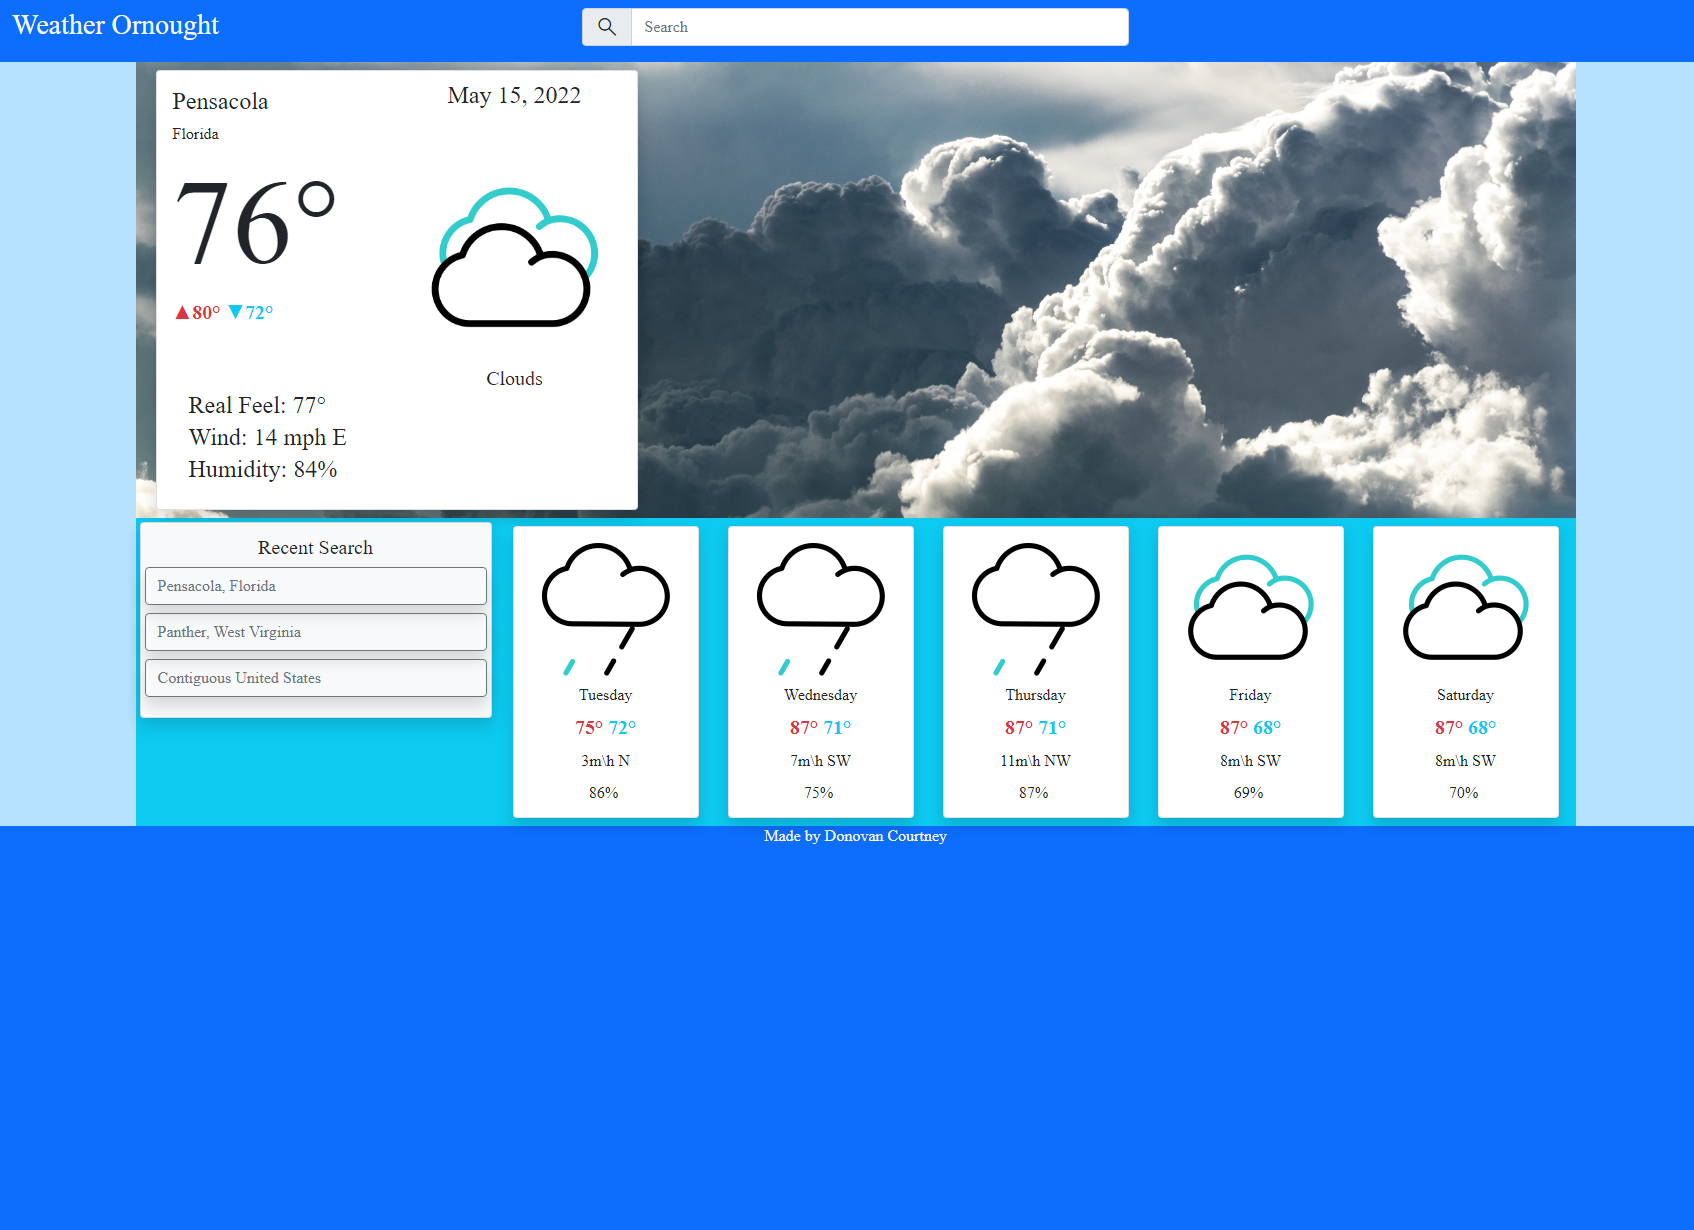 Weather Ornought
Search
Pensacola
May 15, 2022
Florida
76°
▲80° ▼72°
Clouds
Real Feel: 77°
Wind: 14 mph E
Humidity: 84%
Recent Search
Pensacola, Florida
Panther, West Virginia
Contiguous United States
Tuesday
75° 72°
3m\h N
86%
Wednesday
87° 71°
7m\h SW
75%
Thursday
87° 71°
11m\h NW
87%
Friday
87° 68°
8m\h SW
69%
Saturday
87° 68°
8m\h SW
70%
Made by Donovan Courtney